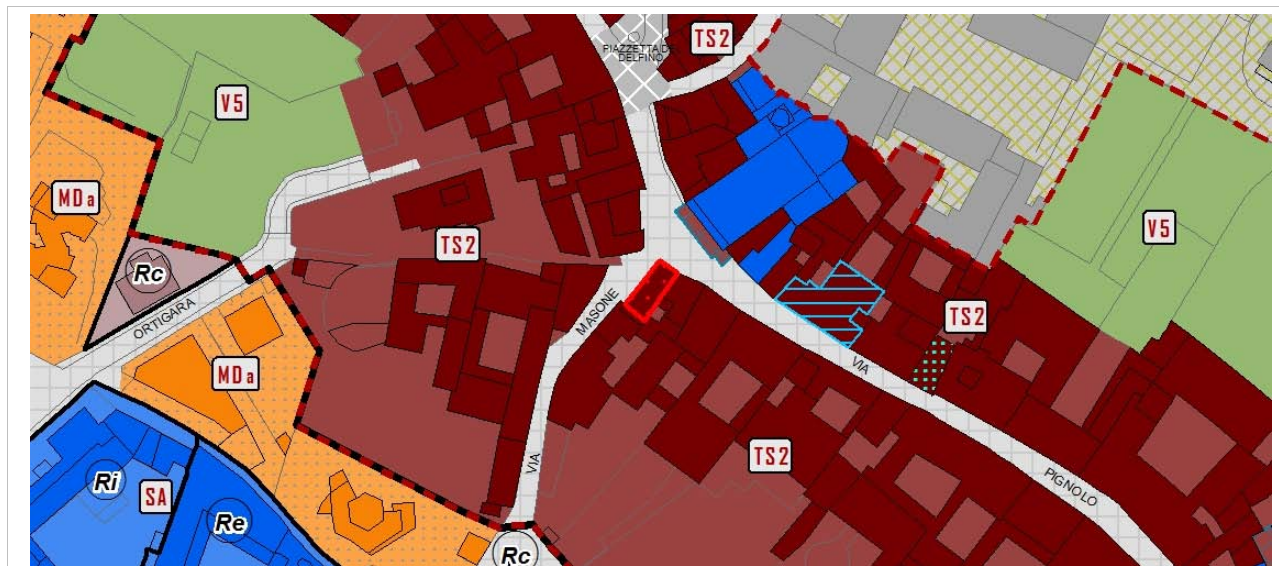 TS2
PIAZZETTA DEL
DELFINO
V5
MDa
TS2
V5
Rc
ORTIGARA
MASONE
TS2
VIA
MDa
TS2
PIGNOLO
VIA
Ri
SA
Re
Rc